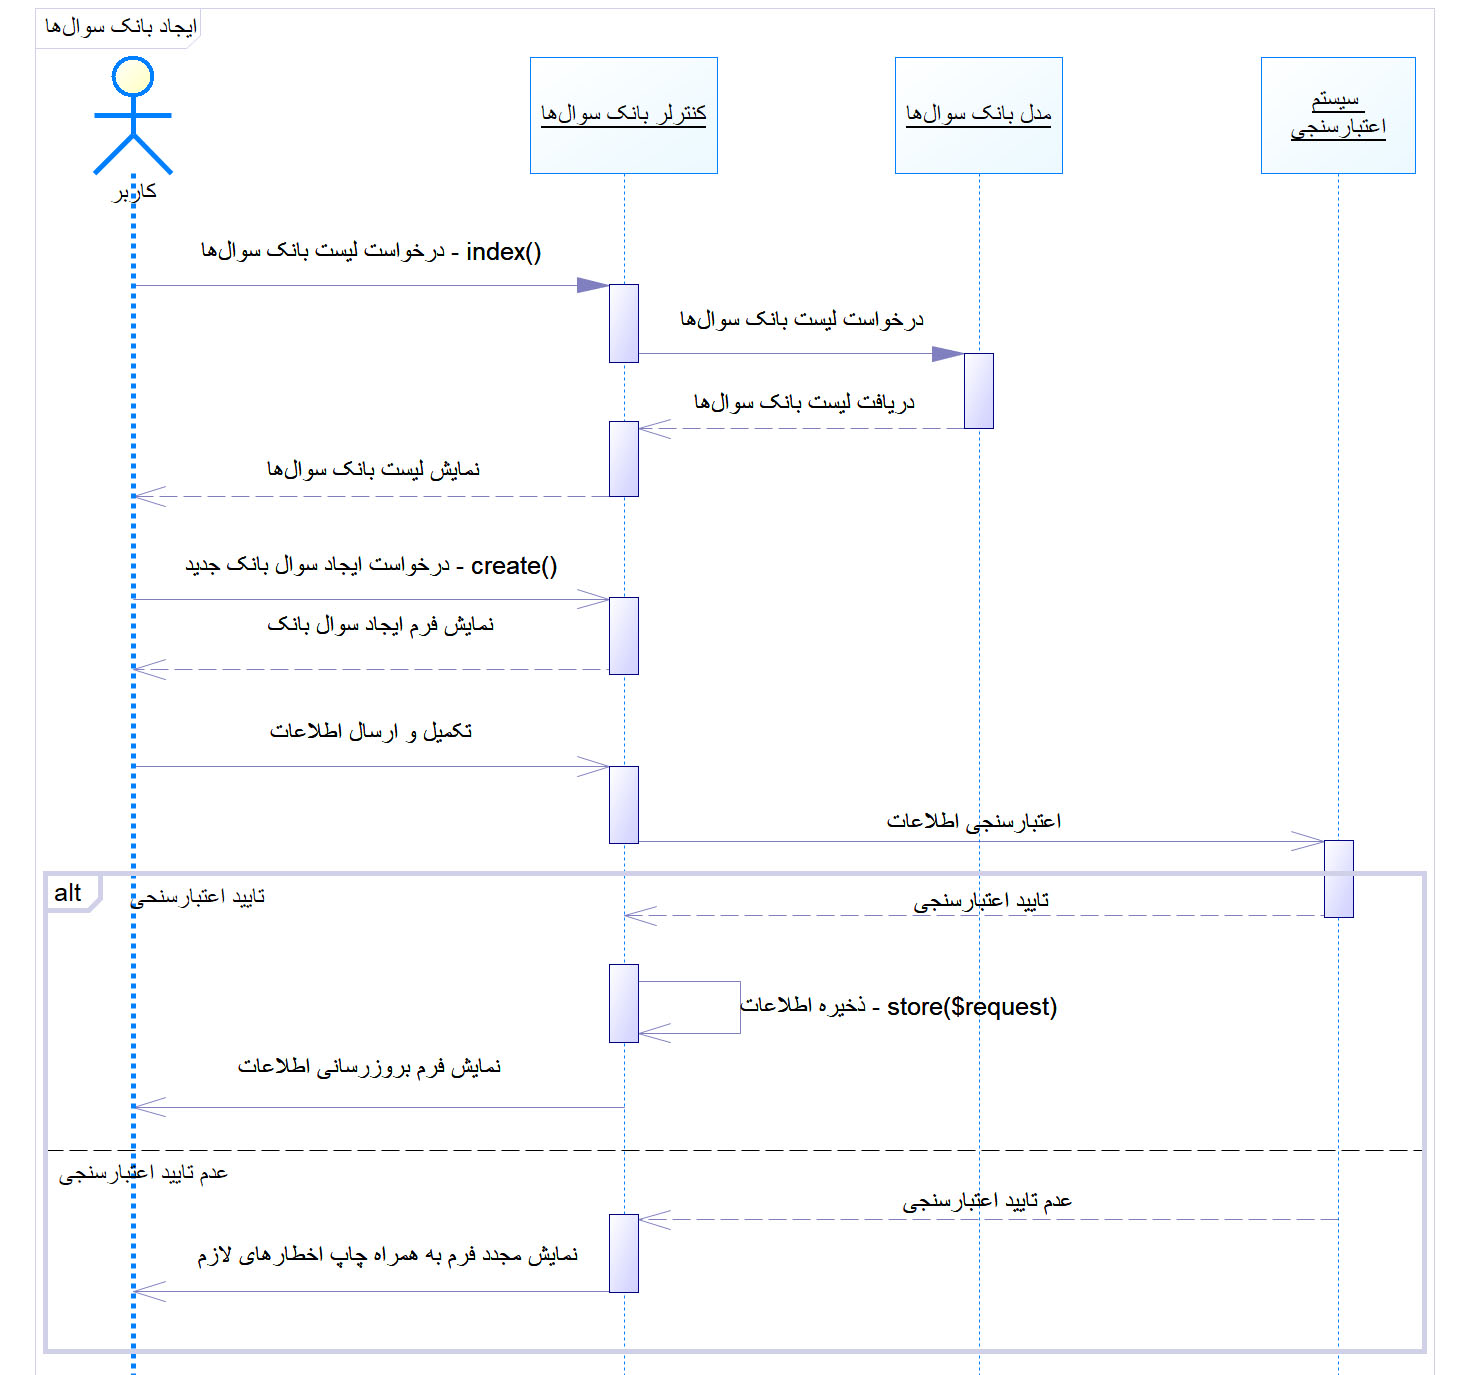 ایجاد بانک سوال‌ها
کاربر
کنترلر بانک سوال‌ها
مدل بانک سوال‌ها
سیستم
اعتبارسنجی
درخواست لیست بانک سوال‌ها - index()
درخواست لیست بانک سوال‌ها
دریافت لیست بانک سوال‌ها
نمایش لیست بانک سوال‌ها
درخواست ایجاد سوال بانک جدید - create()
نمایش فرم ایجاد سوال بانک
تکمیل و ارسال اطلاعات
اعتبارسنجی اطلاعات
alt
تایید اعتبارسنحی
تایید اعتبارسنجی
ذخیره اطلاعات - store($request)
نمایش فرم بروزرسانی اطلاعات
عدم تایید اعتبارسنجی
عدم تایید اعتبارسنجی
نمایش مجدد فرم به همراه چاپ اخطارهای لازم